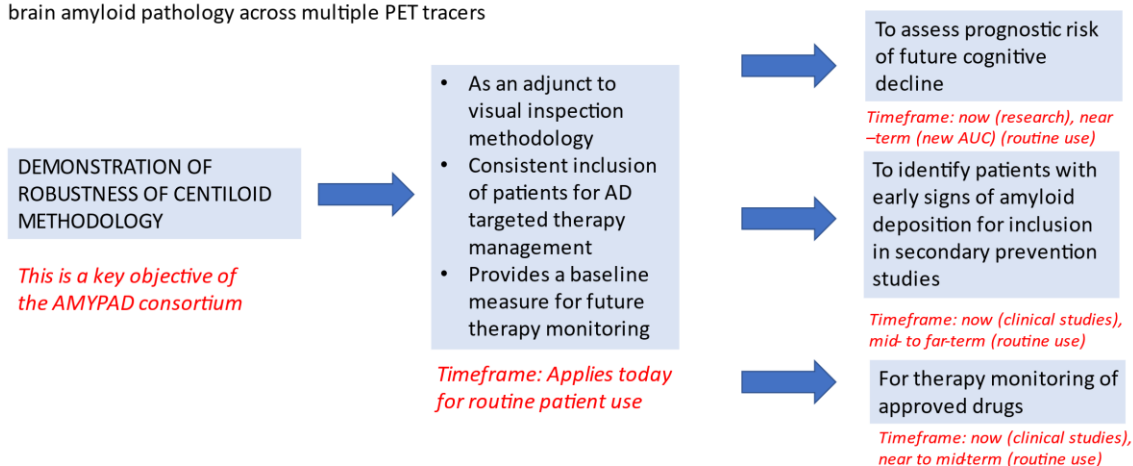 brain amyloid pathology across multiple PET tracers
DEMONSTRATION OF
ROBUSTNESS OF CENTILOID
METHODOLOGY
This is a key objective of
the AMYPAD consortium
• As an adjunct to
visual inspection
methodology
• Consistent inclusion
of patients for AD
targeted therapy
management
• Provides a baseline
measure for future
therapy monitoring
Timeframe: Applies today
for routine patient use
To assess prognostic risk
of future cognitive
decline
Timeframe: now (research), near
–term (new AUC) (routine use)
To identify patients with
early signs of amyloid
deposition for inclusion
in secondary prevention
studies
Timeframe: now (clinical studies),
mid- to far-term (routine use)
For therapy monitoring of
approved drugs
Timeframe: now (clinical studies),
near to midterm (routine use)